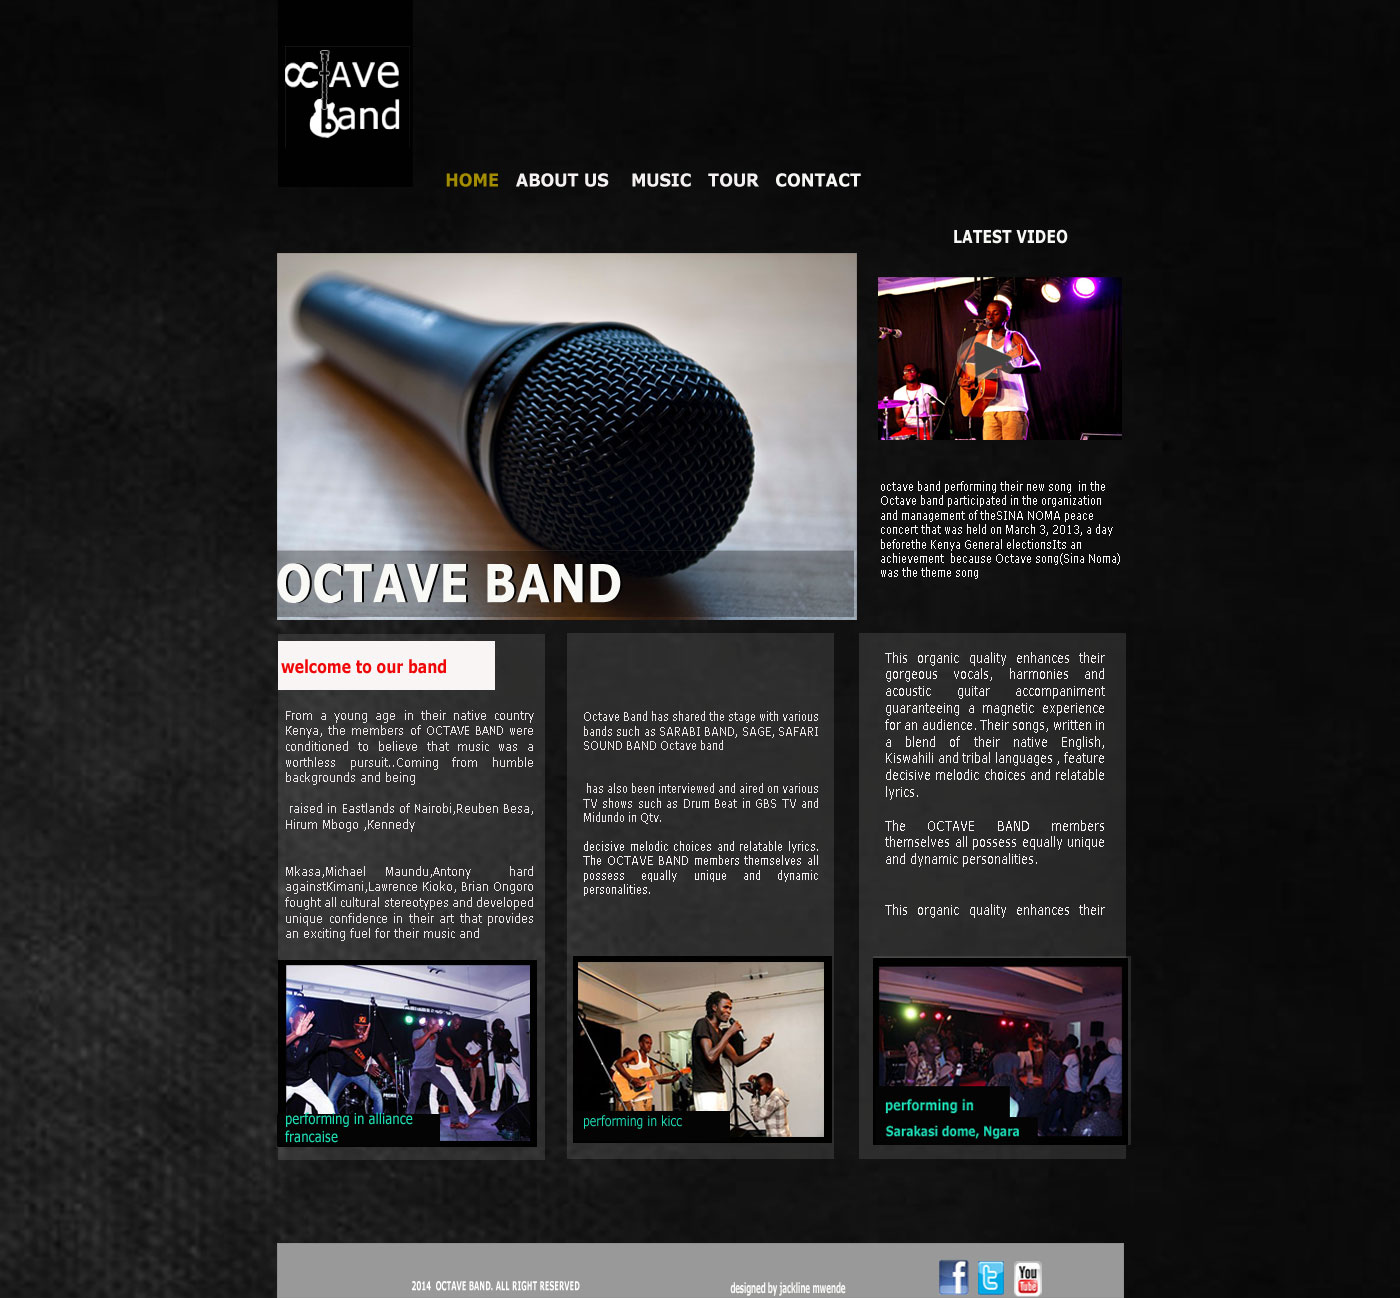 octAve
band
HOME ABOUT US MUSIC TOUR CONTACT
LATEST VIDEO
OCTAVE BAND
octave band performing their new song in the
Octave band participated in the organization
and management of theSINA NOMA peace
concert that was held on March 3, 2013, a day
beforethe Kenya General electionsIts an
achievement because Octave song(Sina Noma)
was the theme song
welcome to our band
From a young age in their native country
Kenya, the members of OCTAVE BAND were
conditioned to believe that music was a
worthless pursuit..Coming from humble
backgrounds and being
raised in Eastlands of Nairobi,Reuben Besa,
Hirum Mbogo ,Kennedy
Mkasa,Michael Maundu,Antony hard
againstKimani,Lawrence Kioko, Brian Ongoro
fought all cultural stereotypes and developed
unique confidence in their art that provides
an exciting fuel for their music and
performing in alliance
francaise
Octave Band has shared the stage with various
bands such as SARABI BAND, SAGE, SAFARI
SOUND BAND Octave band
has also been interviewed and aired on various
TV shows such as Drum Beat in GBS TV and
Midundo in Qtv.
decisive melodic choices and relatable lyrics.
The OCTAVE BAND members themselves all
possess equally unique and dynamic
personalities.
performing in kicc
This organic quality enhances their
gorgeous vocals, harmonies and
acoustic guitar accompaniment
guaranteeing a magnetic experience
for an audience. Their songs, written in
a blend of their native English,
Kiswahili and tribal languages , feature
decisive melodic choices and relatable
lyrics.
The OCTAVE BAND members
themselves all possess equally unique
and dynamic personalities.
This organic quality enhances their
performing in
Sarakasi dome, Ngara
2014 OCTAVE BAND. ALL RIGHT RESERVED
designed by jackline mwende
f t You
Tube